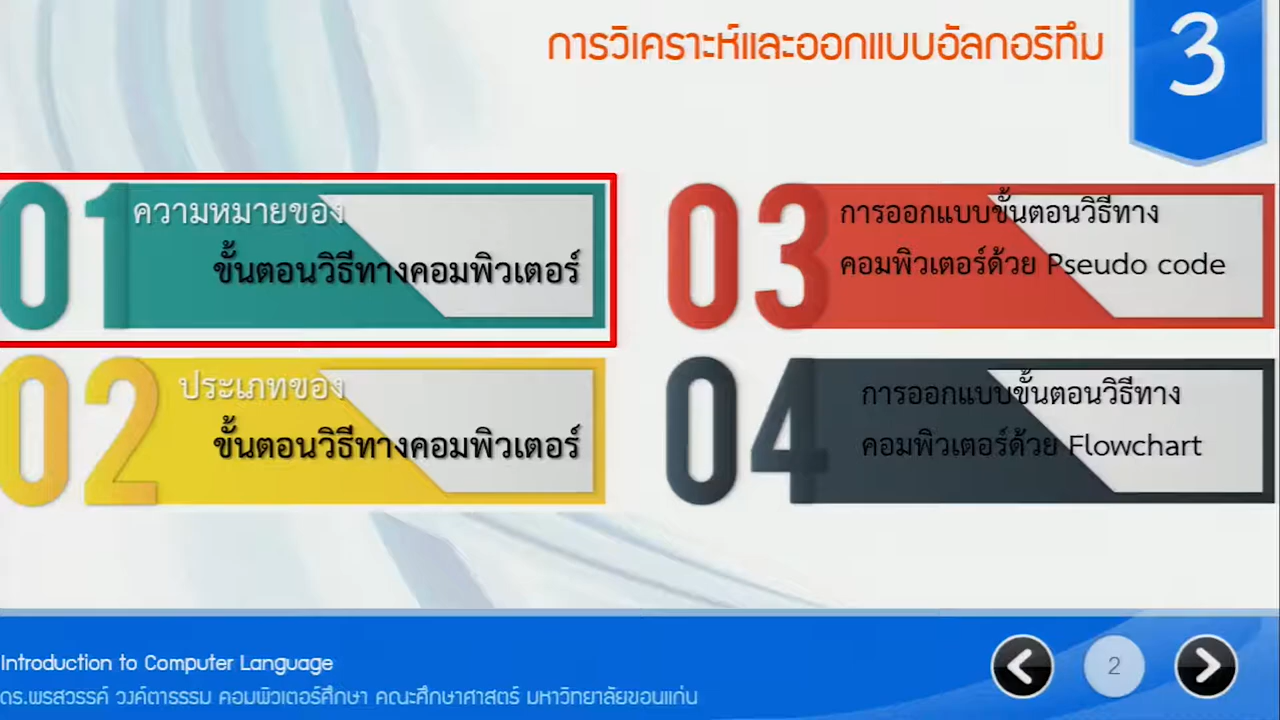 การวิเคราะห์และออกแบบอัลกอริทึม
3
01
ความหมายของ
ขั้นตอนวิธีทางคอมพิวเตอร์
02
ประเภทของ
ขั้นตอนวิธีทางคอมพิวเตอร์
03
การออกแบบขั้นตอนวิธีทาง
คอมพิวเตอร์ด้วย Pseudo code
04
การออกแบบขั้นตอนวิธีทาง
คอมพิวเตอร์ด้วย Flowchart
Introduction to Computer Language
ดร.พรสวรรค์ วงค์ตาธรรม คอมพิวเตอร์ศึกษา คณะศึกษาศาสตร์ มหาวิทยาลัยขอนแก่น
2